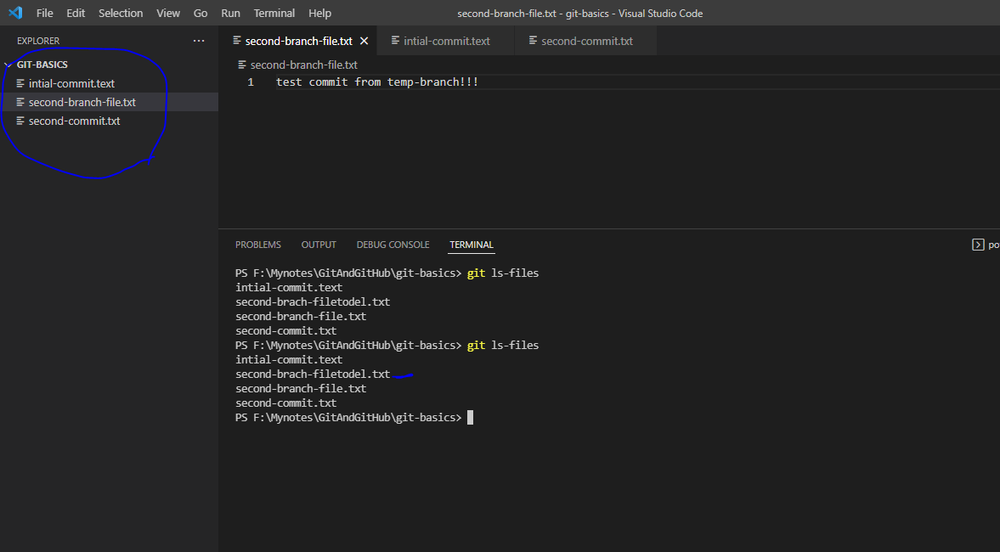 File Edit Selection View Go Run Terminal Help
second-branch-file.txt - git-basics - Visual Studio Code
EXPLORER
GIT-BASICS
intial-commit.text
second-branch-file.txt
second-commit.txt
second-branch-file.txt intial-commit.text second-commit.txt
second-branch-file.txt
1 test commit from temp-branch!!!
PROBLEMS OUTPUT DEBUG CONSOLE TERMINAL po
PS F:\Mynotes\GitAndGitHub\git-basics> git ls-files
intial-commit.text
second-brach-filetodel.txt
second-branch-file.txt
second-commit.txt
PS F:\Mynotes\GitAndGitHub\git-basics> git ls-files
intial-commit.text
second-brach-filetodel.txt
second-branch-file.txt
second-commit.txt
PS F:\Mynotes\GitAndGitHub\git-basics>